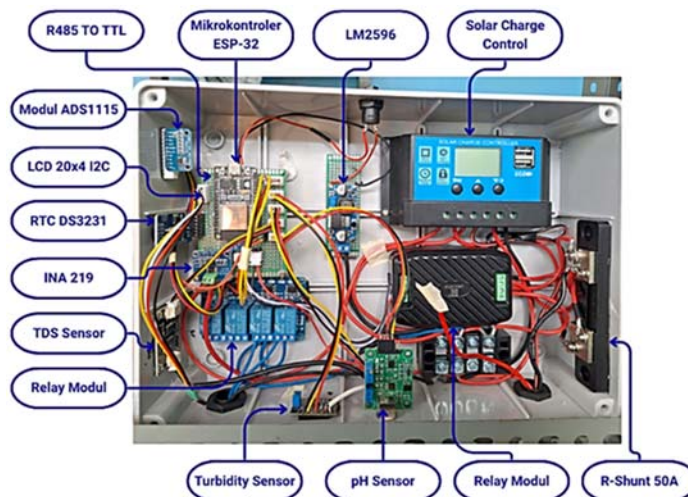 R485 TO TTL
Mikrokontroler
ESP-32
LM2596
Solar Charge
Control
Modul ADS1115
LCD 20x4 I2C
RTC DS3231
INA 219
TDS Sensor
Relay Modul
SOLAR CHARGE CONTROLLER
Turbidity Sensor
pH Sensor
Relay Modul
R-Shunt 50A